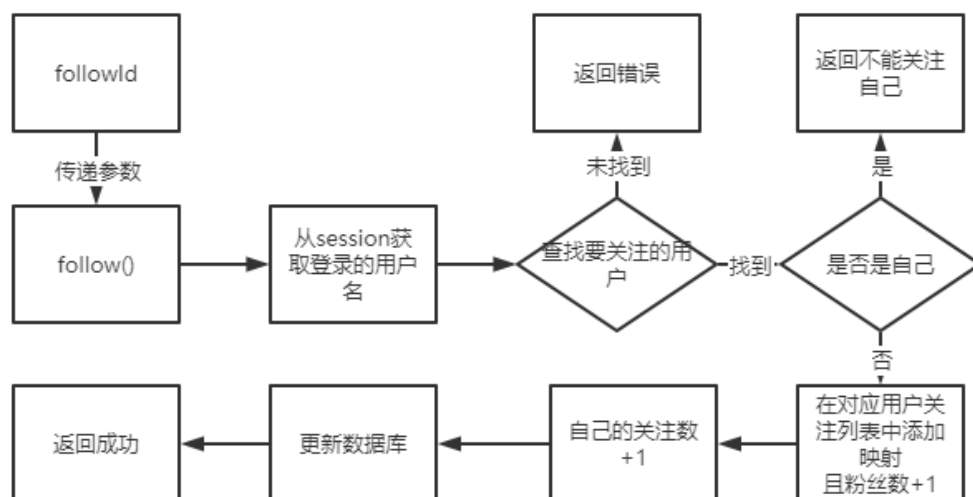 followId
返回错误
返回不能关注
自己
传递参数
未找到
是
follow()
从session获
取登录的用户
名
查找要关注的用
户
找到
是否是自己
否
返回成功
更新数据库
自己的关注数
+1
在对应用户关
注列表中添加
映射
且粉丝数+1